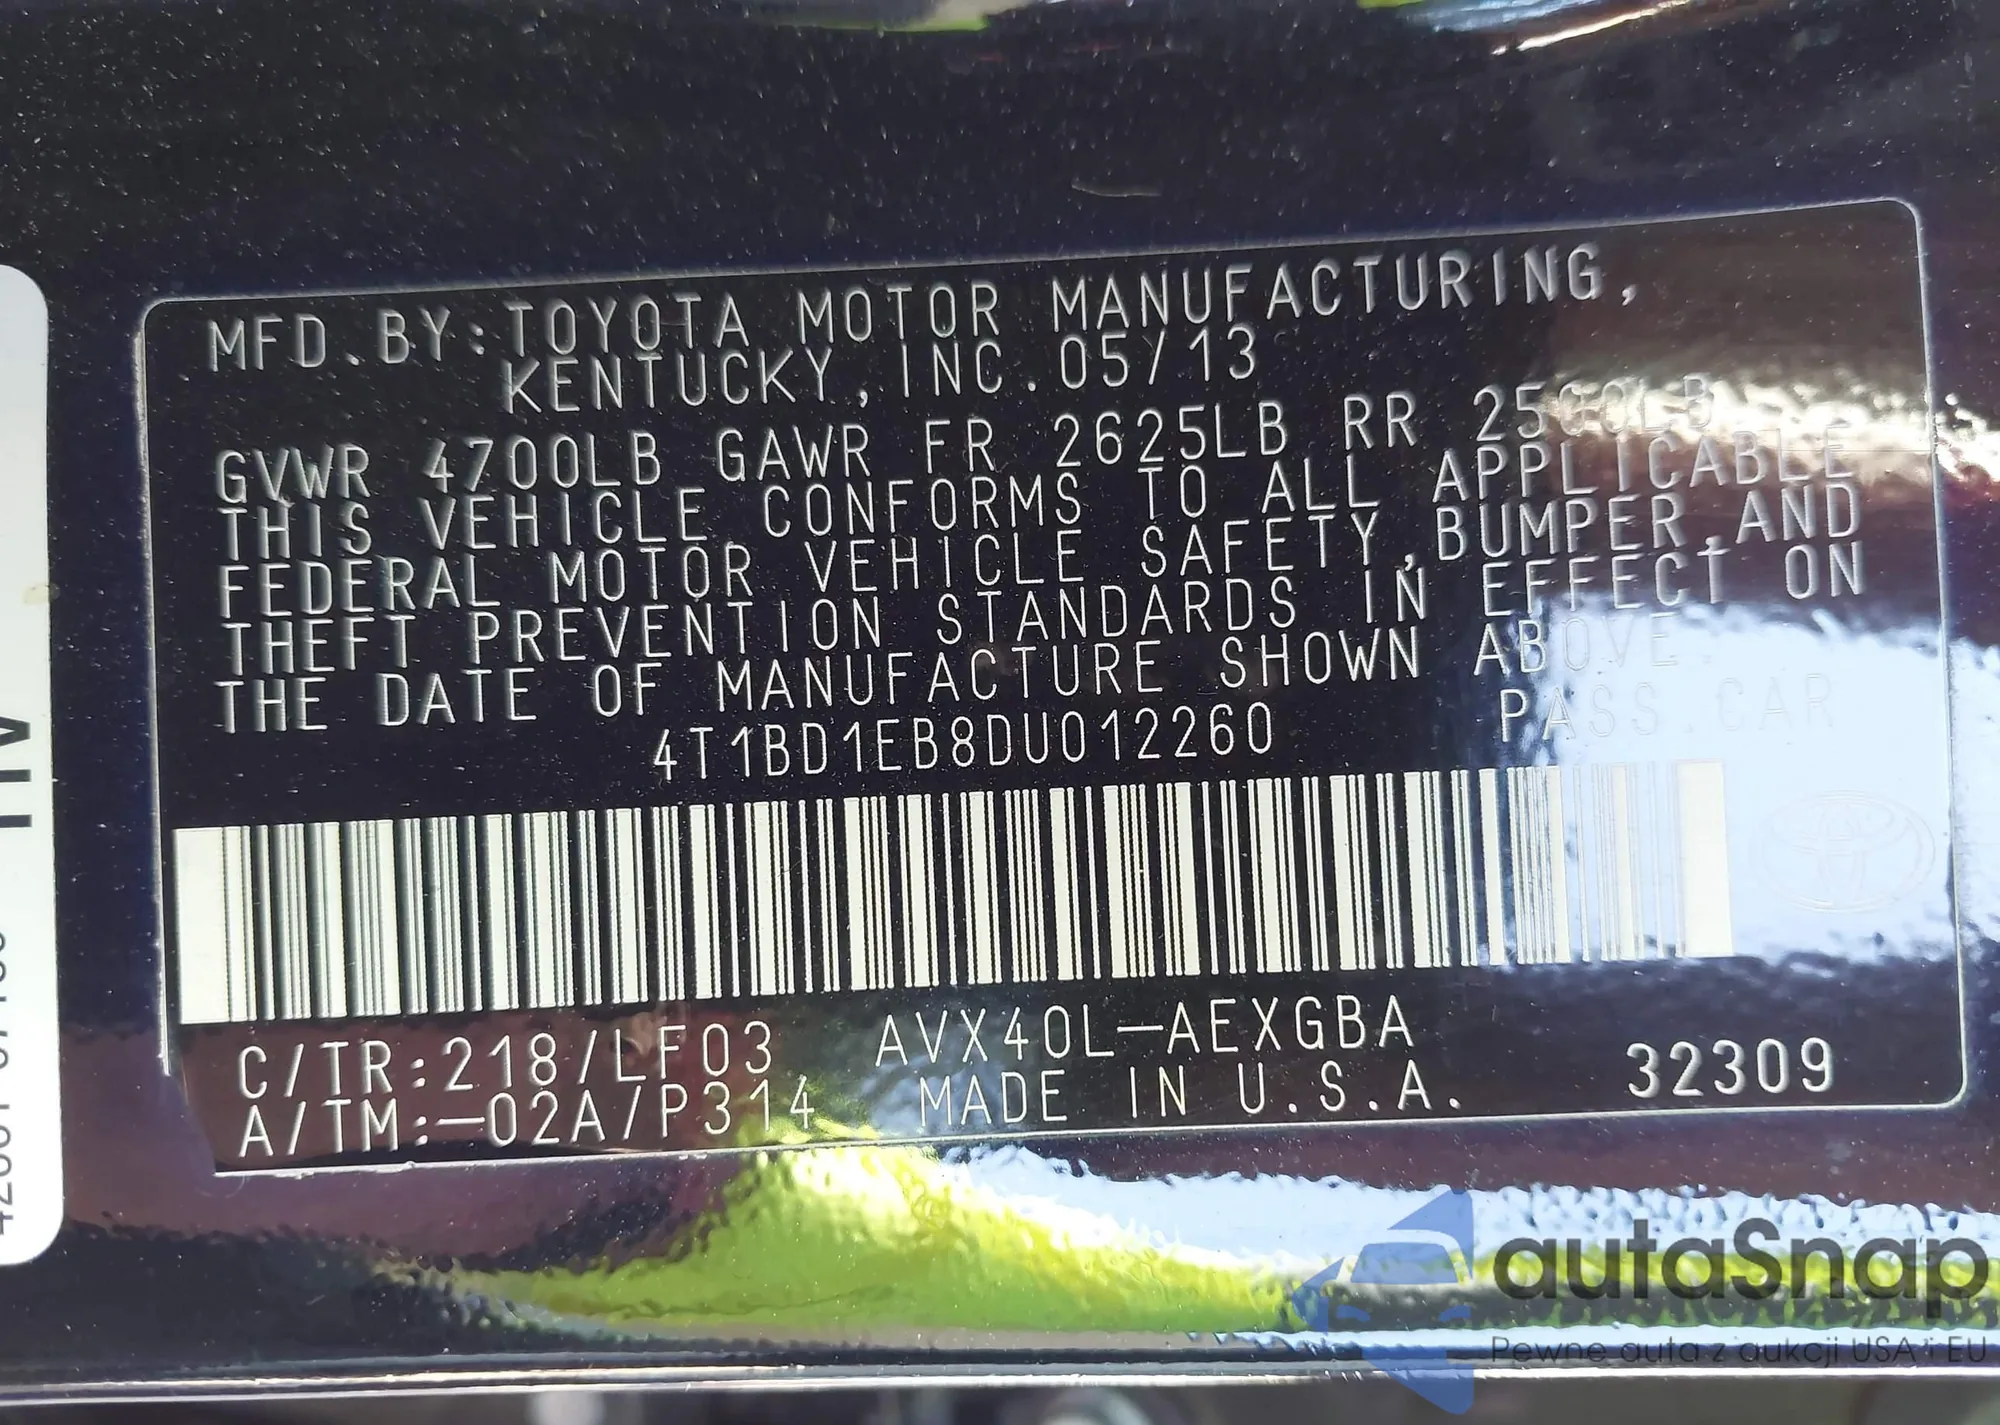 MFD.BY:TOYOTA MOTOR MANUFACTURING,
KENTUCKY,INC.05/13
GVWR 4700LB GAWR FR 2625LB RR 2500LB
THIS VEHICLE CONFORMS TO ALL APPLICABLE
FEDERAL MOTOR VEHICLE SAFETY,BUMPER,AND
THEFT PREVENTION STANDARDS IN EFFECT ON
THE DATE OF MANUFACTURE SHOWN ABOVE.
4T1BD1EB8DU012260 PASS.CAR
C/TR:218/LF03 AVX40L—AEXGBA
A/TM:—02A/P314 MADE IN U.S.A. 32309
autaSnap
Pewne auta z aukcji USA i EU